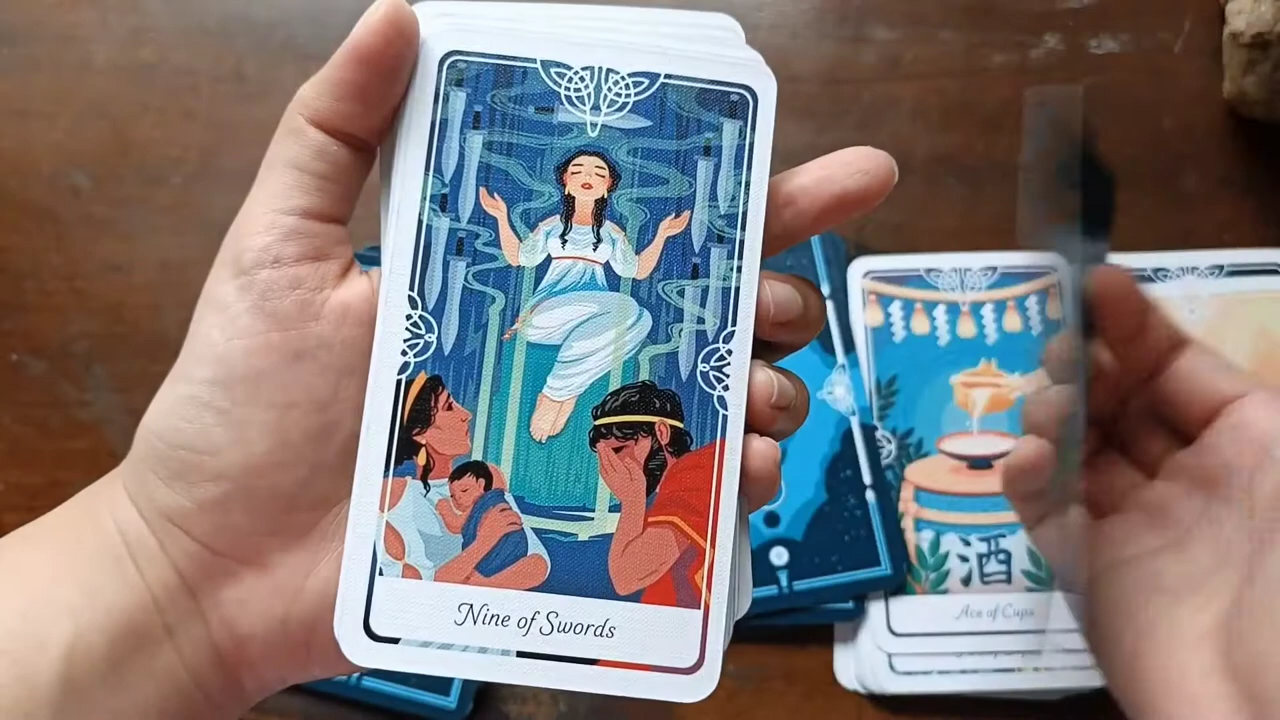 Nine of Swords
酒
Ace of Cups